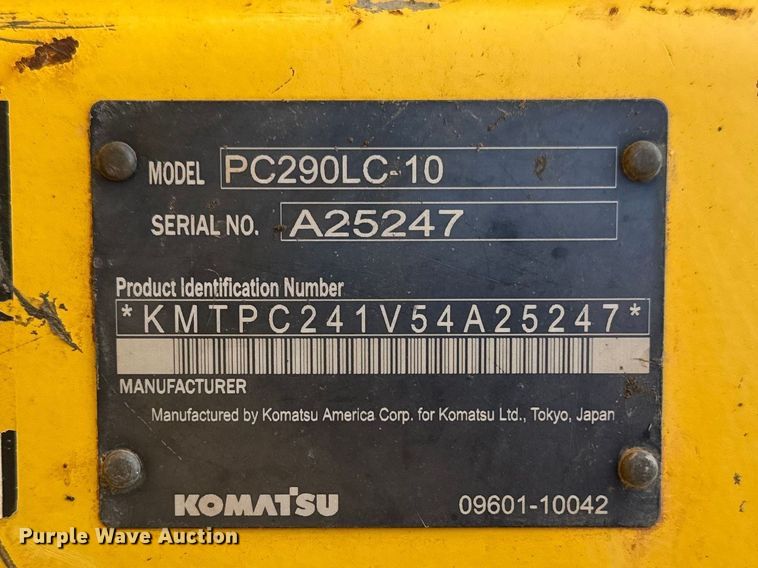 MODEL PC290LC-10
SERIAL NO. A25247
Product Identification Number
*KMTPC241V54A25247*
MANUFACTURER
Manufactured by Komatsu America Corp. for Komatsu Ltd., Tokyo, Japan
KOMATSU 09601-10042
Purple Wave Auction